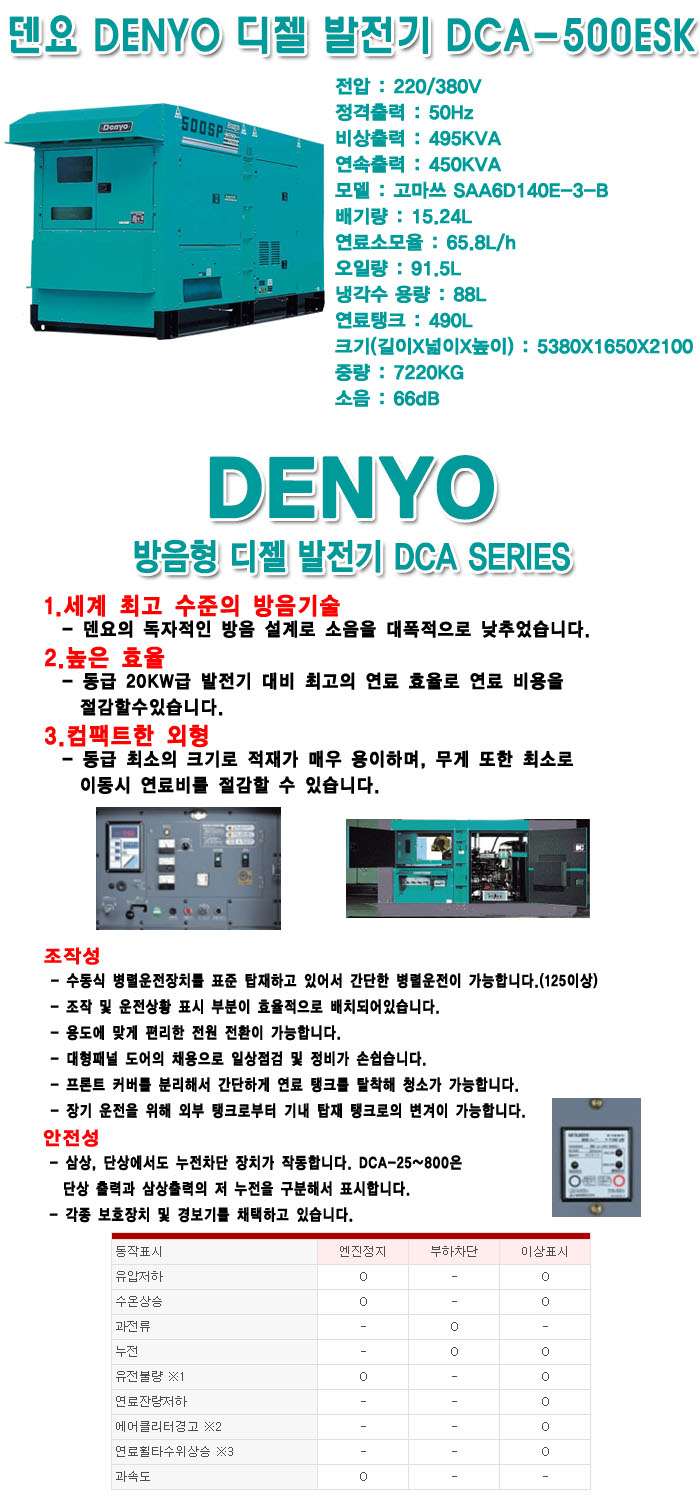 덴요 DENYO 디젤 발전기 DCA-500ESK
Denyo
500SP
전압 : 220/380V
정격출력 : 50Hz
비상출력 : 495KVA
연속출력 : 450KVA
모델 : 고마쓰 SAA6D140E-3-B
배기량 : 15.24L
연료소모율 : 65.8L/h
오일량 : 91.5L
냉각수 용량 : 88L
연료탱크 : 490L
크기(길이X넓이X높이) : 5380X1650X2100
중량 : 7220KG
소음 : 66dB
DENYO
방음형 디젤 발전기 DCA SERIES
1.세계 최고 수준의 방음기술
- 덴요의 독자적인 방음 설계로 소음을 대폭적으로 낮추었습니다.
2.높은 효율
- 동급 20KW급 발전기 대비 최고의 연료 효율로 연료 비용을
절감할수있습니다.
3.컴팩트한 외형
- 동급 최소의 크기로 적재가 매우 용이하며, 무게 또한 최소로
이동시 연료비를 절감할 수 있습니다.
조작성
- 수동식 병렬운전장치를 표준 탑재하고 있어서 간단한 병렬운전이 가능합니다.(125이상)
- 조작 및 운전상황 표시 부분이 효율적으로 배치되어있습니다.
- 용도에 맞게 편리한 전원 전환이 가능합니다.
- 대형패널 도어의 채용으로 일상점검 및 정비가 손쉽습니다.
- 프론트 커버를 분리해서 간단하게 연료 탱크를 탈착해 청소가 가능합니다.
- 장기 운전을 위해 외부 탱크로부터 기내 탑재 탱크로의 변겨이 가능합니다.
안전성
- 삼상, 단상에서도 누전차단 장치가 작동합니다. DCA-25~800은
단상 출력과 삼상출력의 저 누전을 구분해서 표시합니다.
- 각종 보호장치 및 경보기를 채택하고 있습니다.
동작표시 엔진정지 부하차단 이상표시
유압저하 O - O
수온상승 O - O
과전류 - O -
누전 - O O
유전불량 ※1 O - O
연료잔량저하 - - O
에어클리터경고 ※2 - - O
연료휠타수위상승 ※3 - - O
과속도 O - -